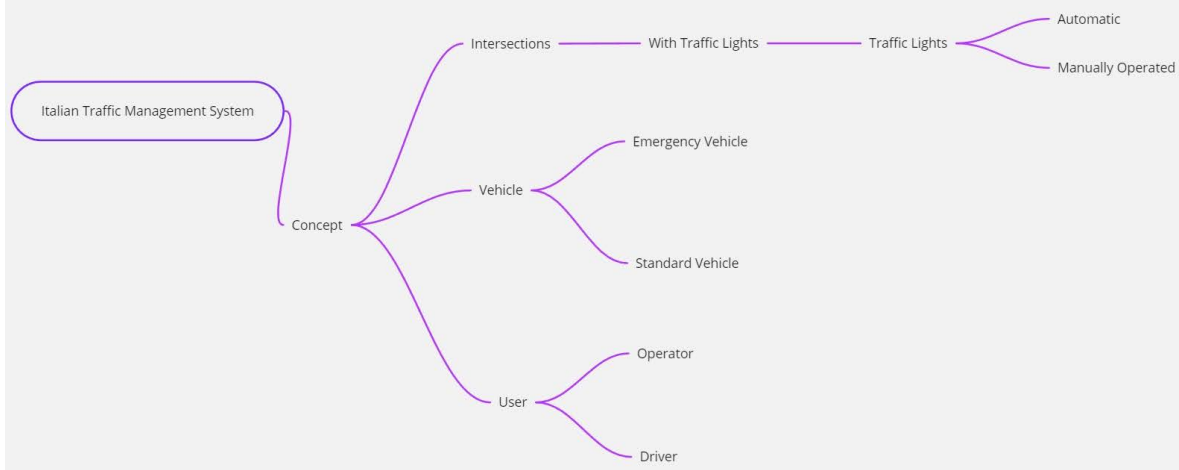 Italian Traffic Management System
Concept
Intersections
With Traffic Lights
Traffic Lights
Automatic
Manually Operated
Vehicle
Emergency Vehicle
Standard Vehicle
User
Operator
Driver